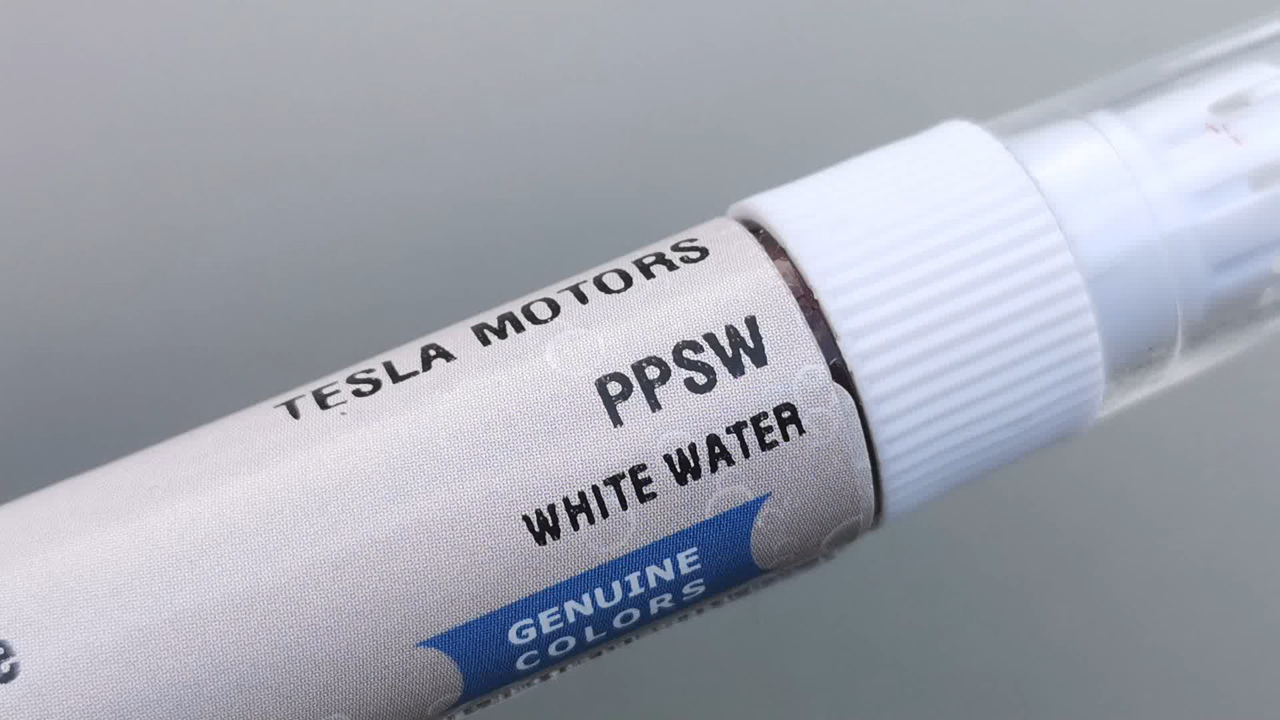 TESLA MOTORS
PPSW
WHITE WATER
GENUINE
COLORS